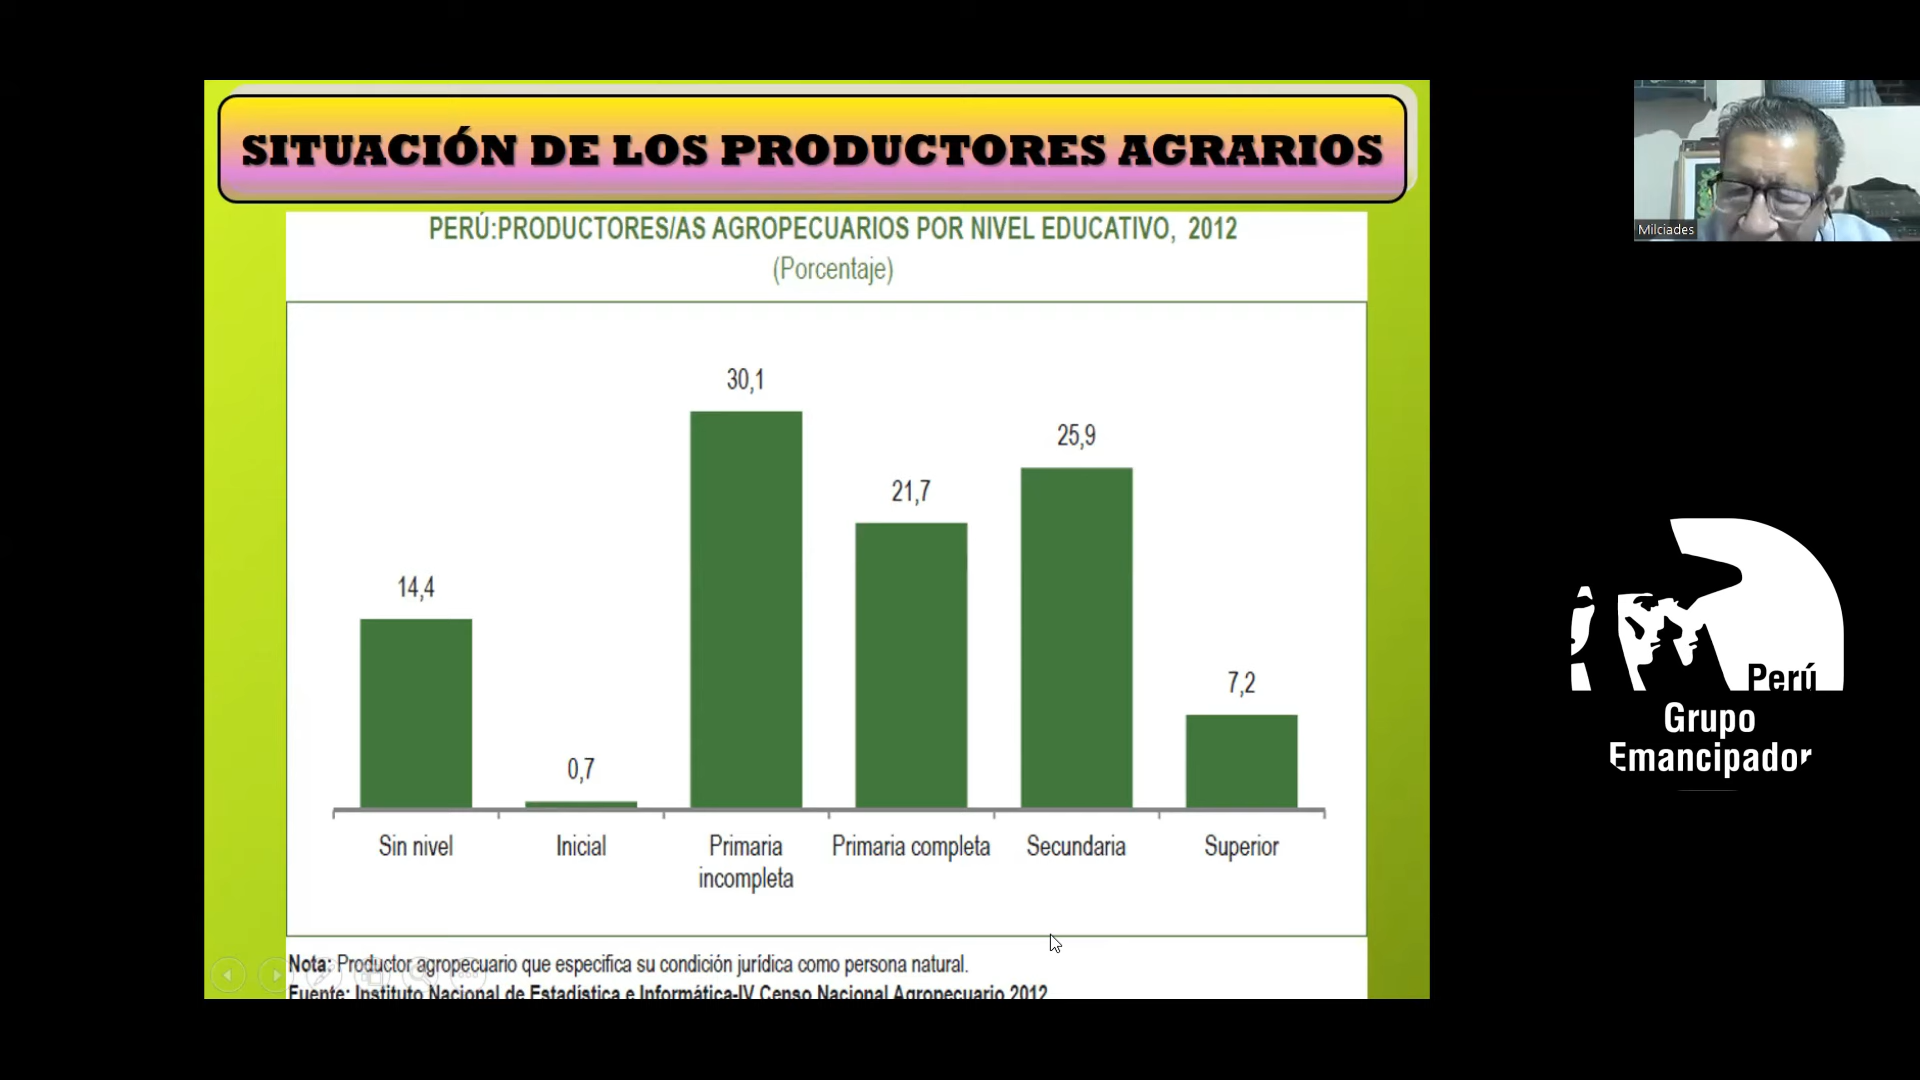 SITUACIÓN DE LOS PRODUCTORES AGRARIOS
PERÚ:PRODUCTORES/AS AGROPECUARIOS POR NIVEL EDUCATIVO, 2012
(Porcentaje)
14,4
0,7
30,1
21,7
25,9
7,2
Sin nivel
Inicial
Primaria
incompleta
Primaria completa
Secundaria
Superior
Nota: Productor agropecuario que especifica su condición jurídica como persona natural.
Fuente: Instituto Nacional de Estadística e Informática-IV Censo Nacional Agropecuario 2012
Milciades
Perú
Grupo
Emancipador